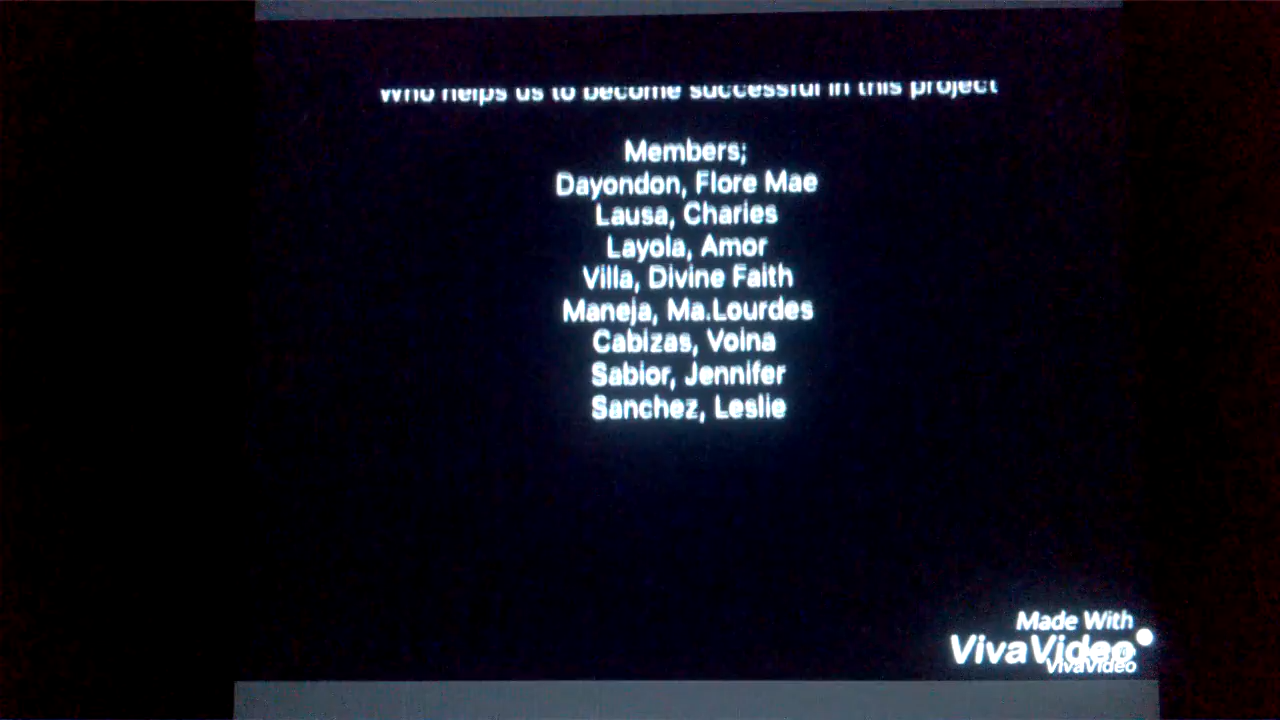 Who helps us to become successful in this project
Members;
Dayondon, Flore Mae
Lausa, Charies
Layola, Amor
Villa, Divine Faith
Maneja, Ma.Lourdes
Cabizas, Voina
Sabior, Jennifer
Sanchez, Leslie
Made With
VivaVideo
VivaVideo